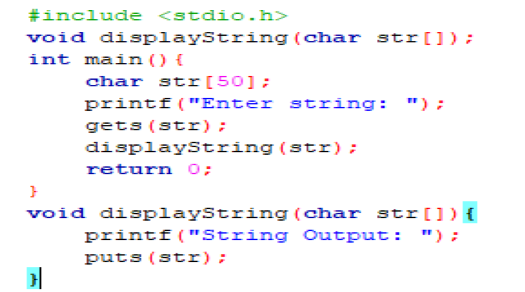 #include <stdio.h>
void displayString(char str[]);
int main(){
    char str[50];
    printf("Enter string: ");
    gets(str);
    displayString(str);
    return 0;
}
void displayString(char str[]){
    printf("String Output: ");
    puts(str);
}